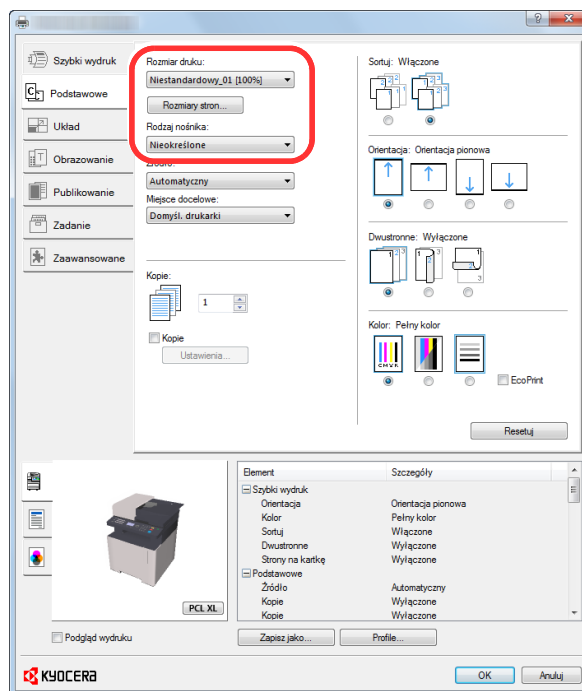 Szybki wydruk
Podstawowe
Układ
Obrazowanie
Publikowanie
Zadanie
Zaawansowane
Rozmiar druku:
Niestandardowy_01 [100%]
Rozmiary stron...
Rodzaj nośnika:
Nieokreślone
Źródło:
Automatyczny
Miejsce docelowe:
Domyśl. drukarki
Kopie:
1
Kopie
Ustawienia...
Sortuj: Włączone
Orientacja: Orientacja pionowa
Dwustronne: Wyłączone
Kolor: Pełny kolor
CMYK
EcoPrint
Resetuj
PCL XL
Podgląd wydruku
Element Szczegóły
Szybki wydruk
Orientacja Orientacja pionowa
Kolor Pełny kolor
Sortuj Włączone
Dwustronne Wyłączone
Strony na kartkę Wyłączone
Podstawowe
Źródło Automatyczny
Kopie Wyłączone
Kopie Wyłączone
Zapisz jako... Profile...
KYOCERA
OK Anuluj